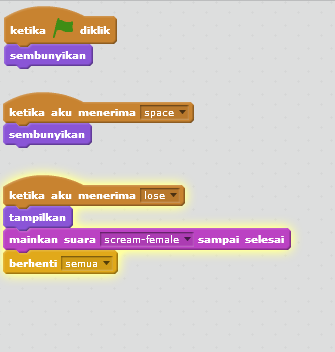 ketika diklik
sembunyikan
ketika aku menerima space
sembunyikan
ketika aku menerima lose
tampilkan
mainkan suara scream-female sampai selesai
berhenti semua